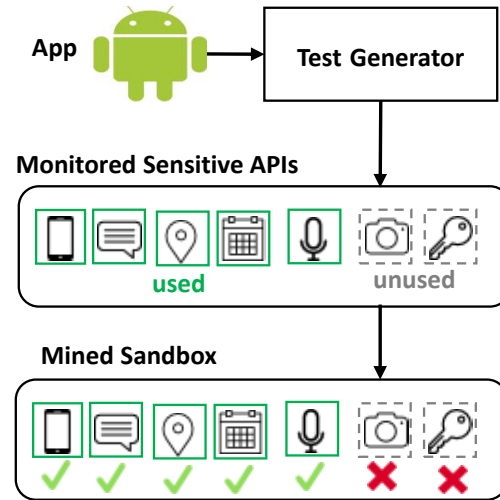 App
Test Generator
Monitored Sensitive APIs
used
unused
Mined Sandbox